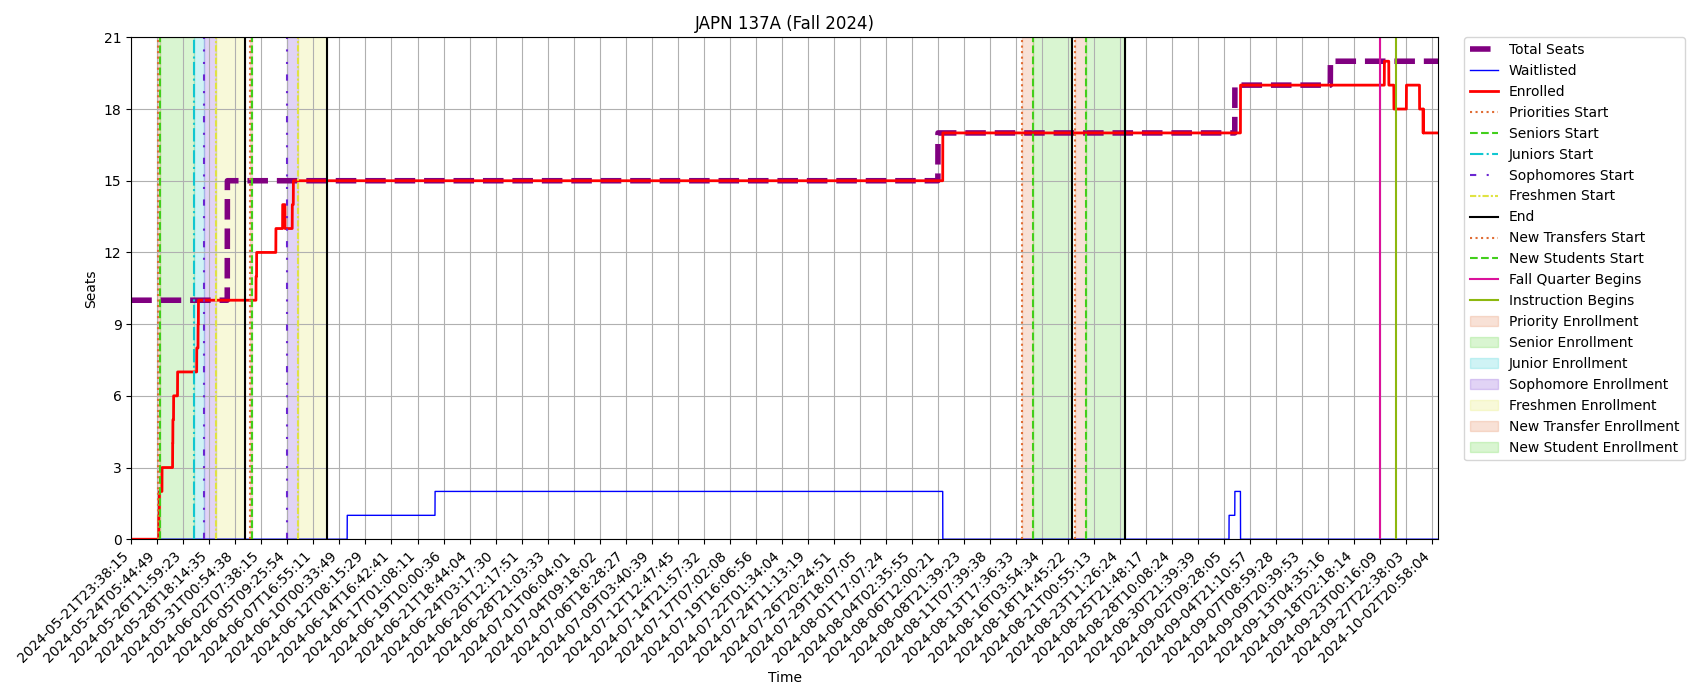 JAPN 137A (Fall 2024)
Seats
21
18
15
12
9
6
3
0
2024-05-21T23:38:15
2024-05-24T05:44:49
2024-05-26T11:59:23
2024-05-28T18:14:35
2024-05-31T00:54:38
2024-06-02T07:38:15
2024-06-05T09:25:54
2024-06-07T16:55:11
2024-06-10T00:33:49
2024-06-12T08:15:29
2024-06-14T16:42:41
2024-06-17T01:08:11
2024-06-19T10:00:36
2024-06-21T18:44:04
2024-06-24T03:17:30
2024-06-26T12:17:51
2024-06-28T21:03:33
2024-07-01T06:04:01
2024-07-04T09:18:02
2024-07-06T18:28:27
2024-07-09T03:40:39
2024-07-12T12:47:45
2024-07-14T21:57:32
2024-07-17T07:02:08
2024-07-19T16:06:56
2024-07-22T01:34:04
2024-07-24T11:13:19
2024-07-26T20:24:51
2024-07-29T18:07:05
2024-08-01T17:07:24
2024-08-04T02:35:55
2024-08-06T12:00:21
2024-08-08T21:39:23
2024-08-11T07:39:38
2024-08-13T17:36:33
2024-08-16T03:54:34
2024-08-18T14:45:22
2024-08-21T00:55:13
2024-08-23T11:26:24
2024-08-25T21:48:17
2024-08-28T10:08:24
2024-08-30T21:39:39
2024-09-02T09:28:05
2024-09-04T21:10:57
2024-09-07T08:59:28
2024-09-09T20:39:53
2024-09-13T04:35:16
2024-09-18T02:18:14
2024-09-23T00:16:09
2024-09-27T22:38:03
2024-10-02T20:58:04
Time
Total Seats
Waitlisted
Enrolled
Priorities Start
Seniors Start
Juniors Start
Sophomores Start
Freshmen Start
End
New Transfers Start
New Students Start
Fall Quarter Begins
Instruction Begins
Priority Enrollment
Senior Enrollment
Junior Enrollment
Sophomore Enrollment
Freshmen Enrollment
New Transfer Enrollment
New Student Enrollment